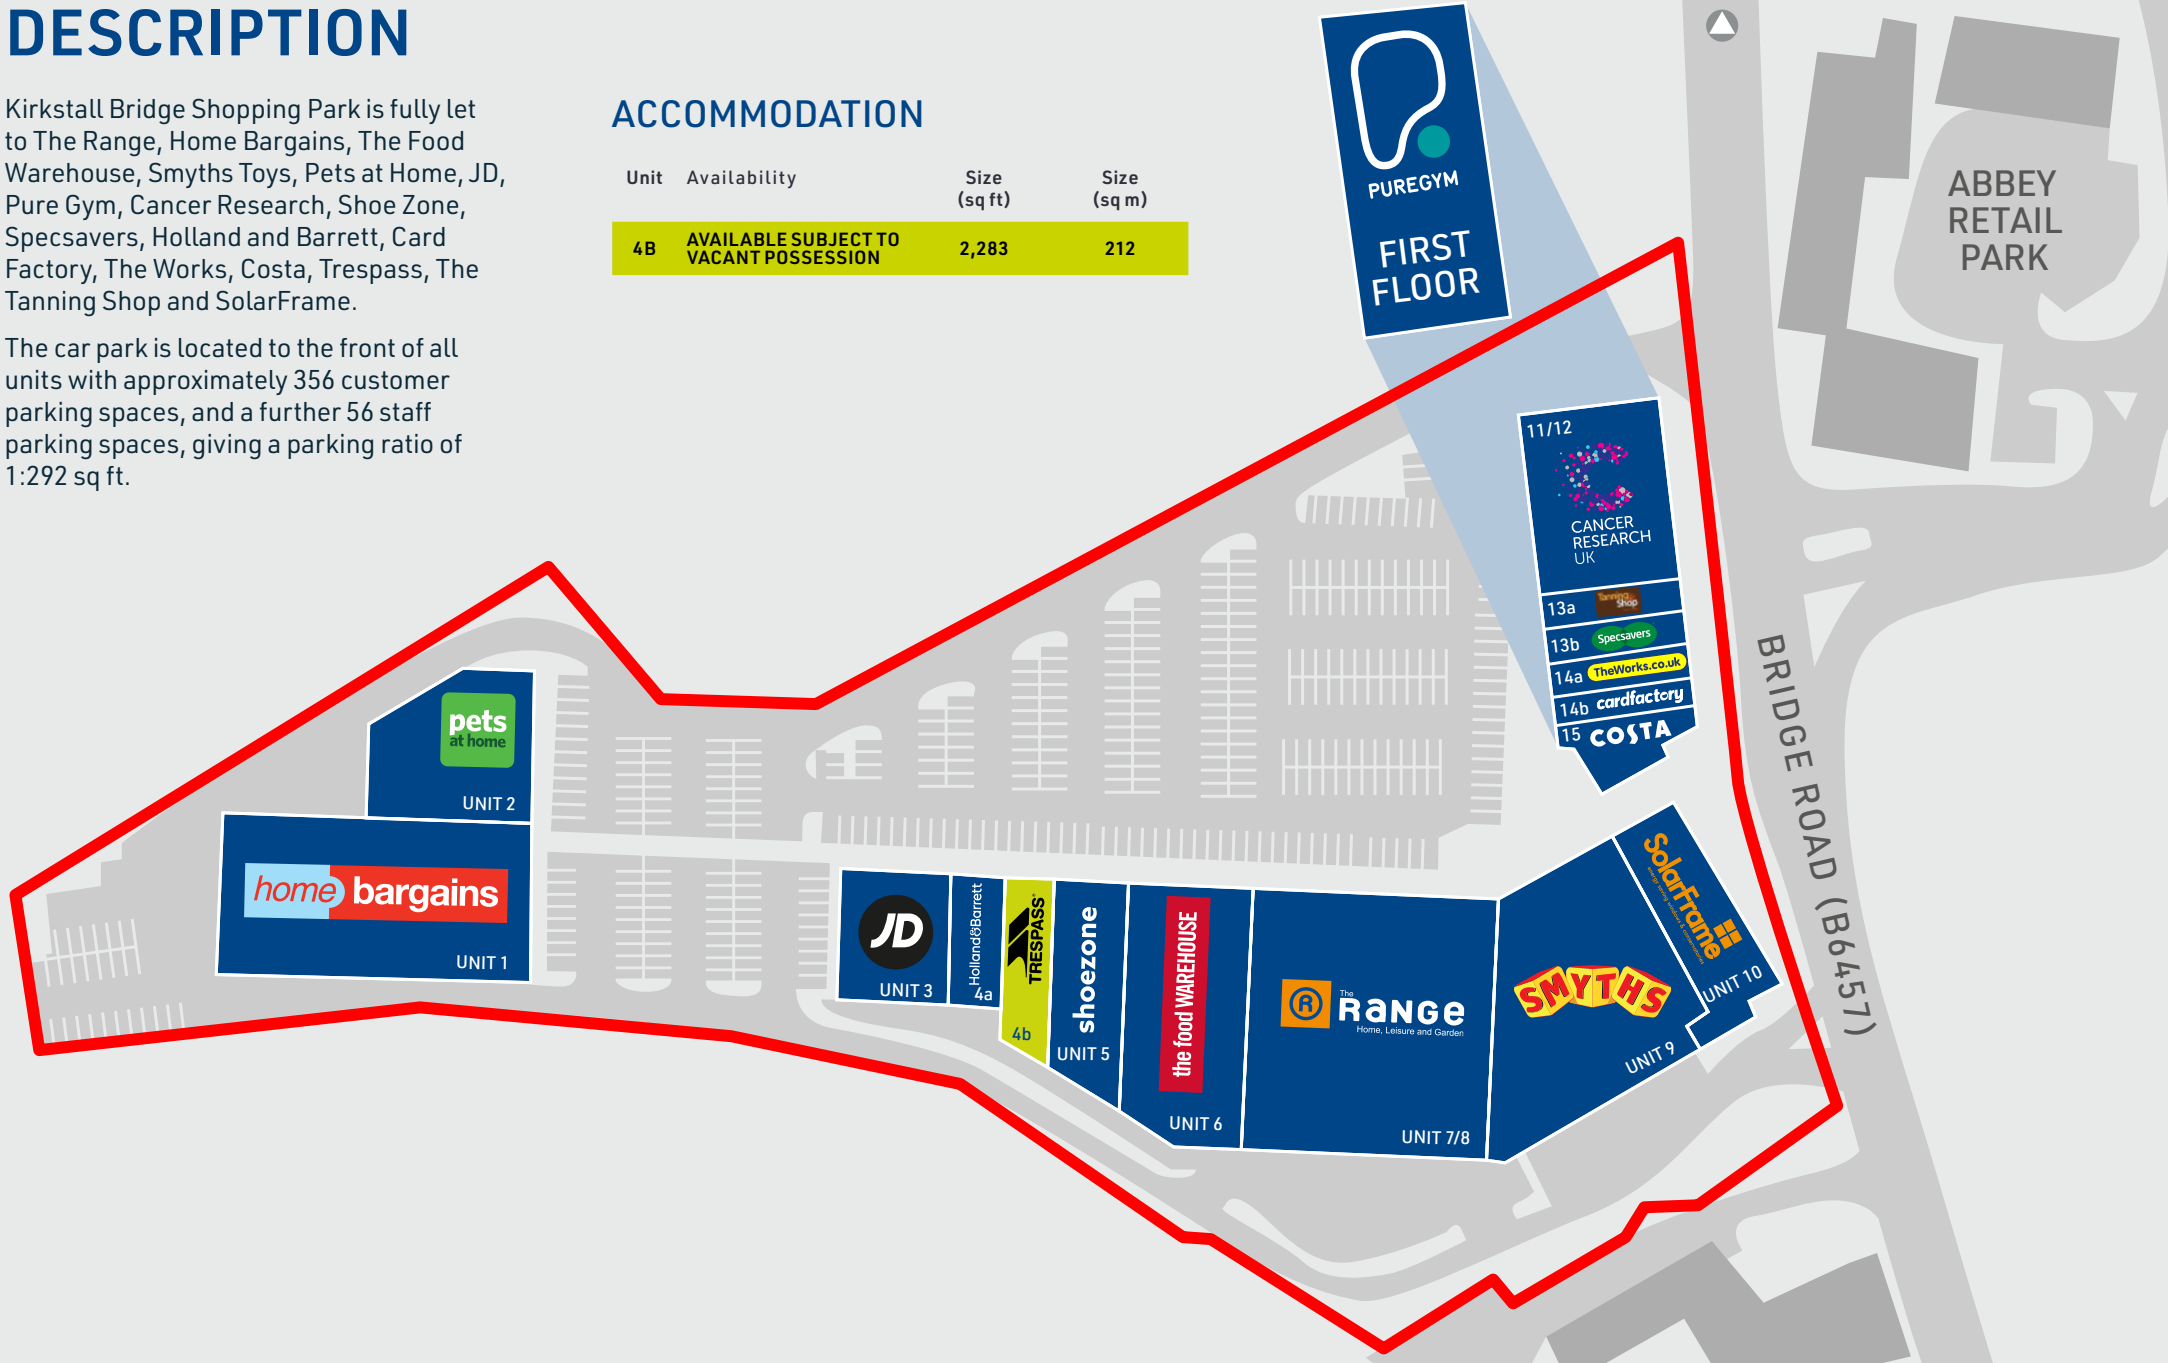 DESCRIPTION
Kirkstall Bridge Shopping Park is fully let
to The Range, Home Bargains, The Food
Warehouse, Smyths Toys, Pets at Home, JD,
Pure Gym, Cancer Research, Shoe Zone,
Specsavers, Holland and Barrett, Card
Factory, The Works, Costa, Trespass, The
Tanning Shop and SolarFrame.
The car park is located to the front of all
units with approximately 356 customer
parking spaces, and a further 56 staff
parking spaces, giving a parking ratio of
1:292 sq ft.
ACCOMMODATION
Unit Availability Size (sq ft) Size (sq m)
4B AVAILABLE SUBJECT TO VACANT POSSESSION 2,283 212
PUREGYM
FIRST
FLOOR
ABBEY
RETAIL
PARK
11/12
CANCER
RESEARCH
UK
13a Tanning Shop
13b Specsavers
14a TheWorks.co.uk
14b cardfactory
15 COSTA
BRIDGE ROAD (B6457)
pets
at home
UNIT 2
home bargains
UNIT 1
JD
UNIT 3
Holland&Barrett
4a
TRESPASS
4b
shoezone
UNIT 5
the food WAREHOUSE
UNIT 6
R
The
RANGE
Home, Leisure and Garden
UNIT 7/8
SMYTHS
UNIT 9
SolarFrame
energy saving windows & conservatories
UNIT 10